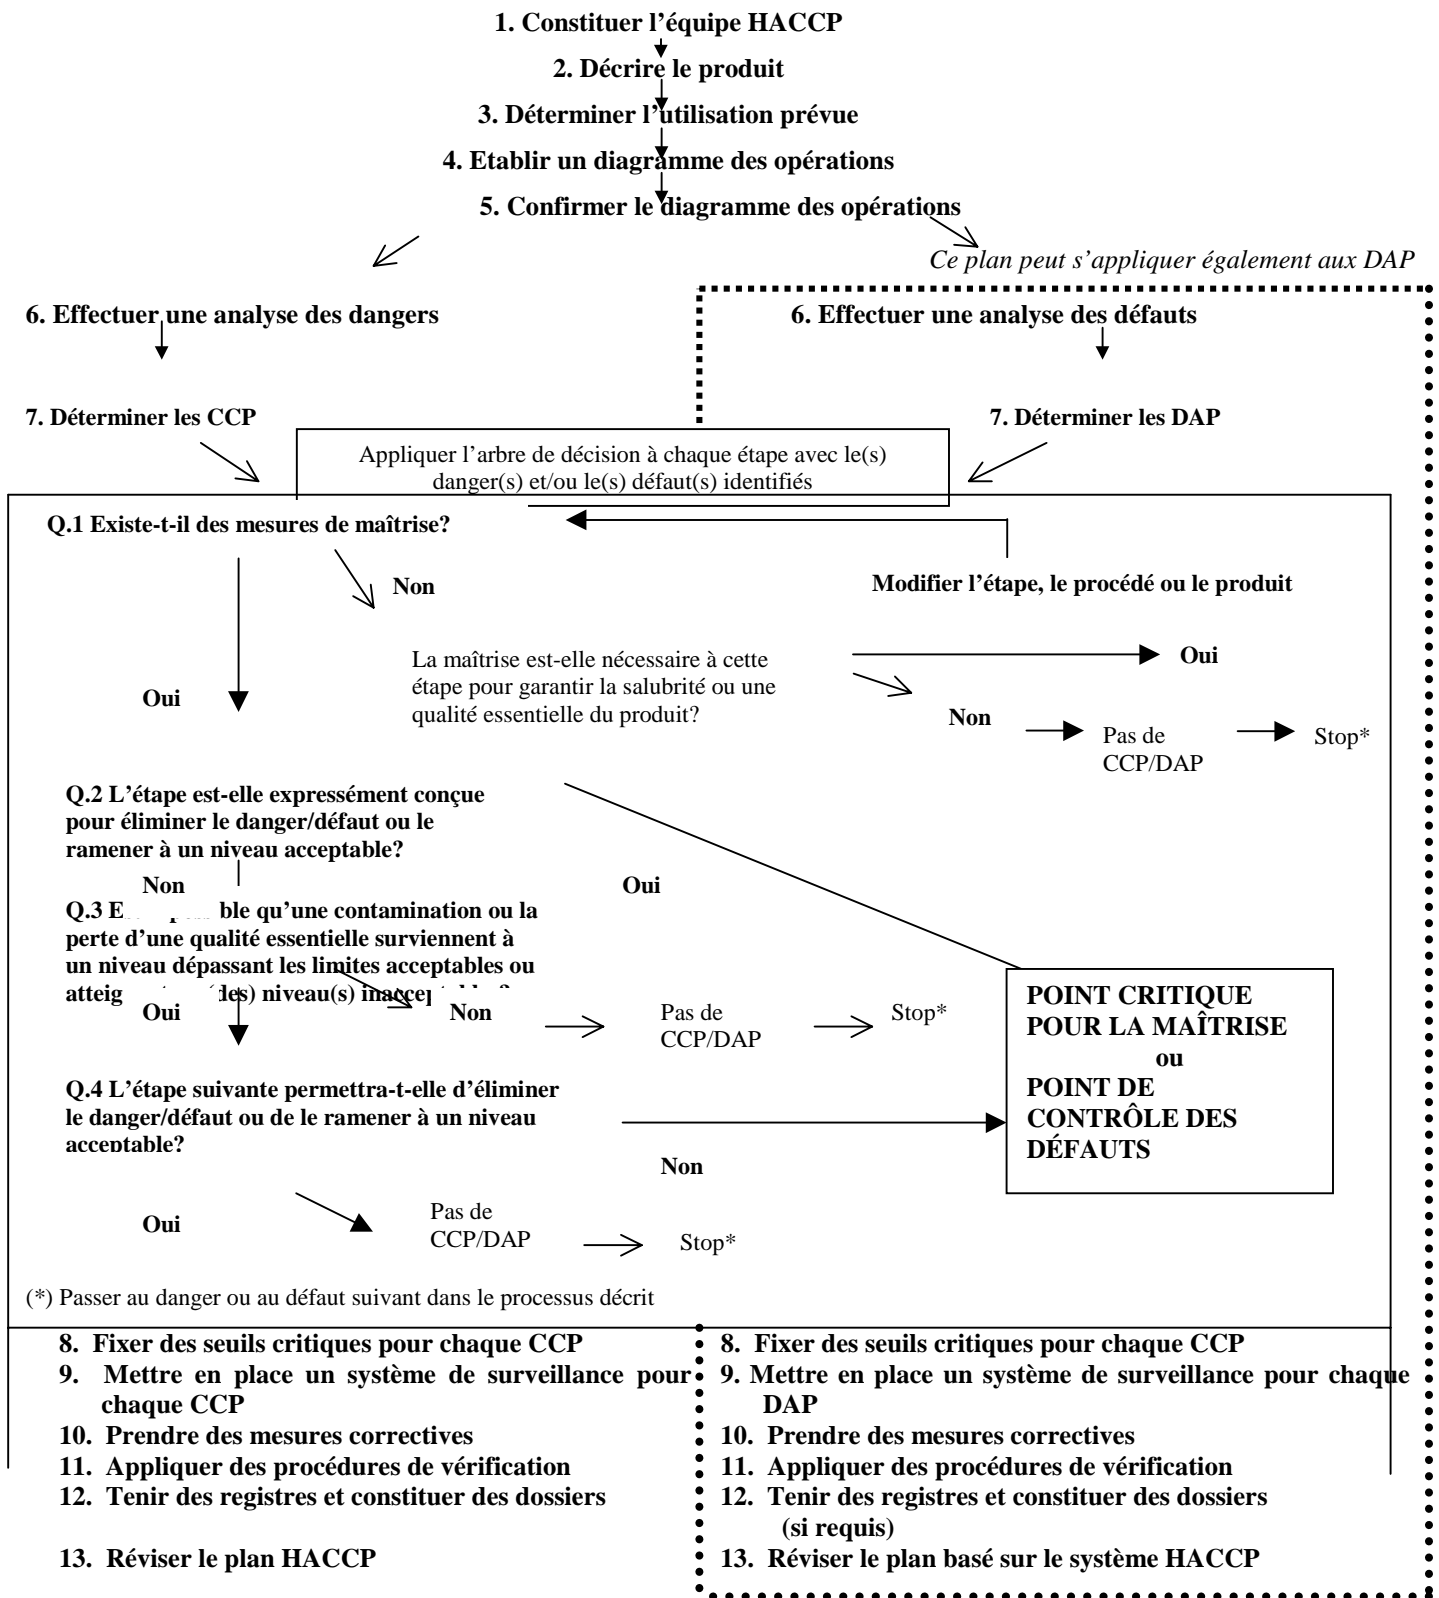 1. Constituer l’équipe HACCP
2. Décrire le produit
3. Déterminer l’utilisation prévue
4. Etablir un diagramme des opérations
5. Confirmer le diagramme des opérations
Ce plan peut s’appliquer également aux DAP
6. Effectuer une analyse des dangers
6. Effectuer une analyse des défauts
7. Déterminer les CCP
7. Déterminer les DAP
Appliquer l’arbre de décision à chaque étape avec le(s)
danger(s) et/ou le(s) défaut(s) identifiés
Q.1 Existe-t-il des mesures de maîtrise?
Non
Modifier l’étape, le procédé ou le produit
La maîtrise est-elle nécessaire à cette
étape pour garantir la salubrité ou une
qualité essentielle du produit?
Oui
Oui
Non
Pas de
CCP/DAP
Stop*
Q.2 L’étape est-elle expressément conçue
pour éliminer le danger/défaut ou le
ramener à un niveau acceptable?
Non
Oui
Q.3 qu’une contamination ou la
perte d’une qualité essentielle surviennent à
un niveau dépassant les limites acceptables ou
(des) niveau(s)
Oui
Non
Pas de
CCP/DAP
Stop*
POINT CRITIQUE
POUR LA MAÎTRISE
ou
POINT DE
CONTRÔLE DES
DÉFAUTS
Q.4 L’étape suivante permettra-t-elle d’éliminer
le danger/défaut ou de le ramener à un niveau
acceptable?
Non
Oui
Pas de
CCP/DAP
Stop*
(*) Passer au danger ou au défaut suivant dans le processus décrit
8. Fixer des seuils critiques pour chaque CCP
9. Mettre en place un système de surveillance pour
chaque CCP
10. Prendre des mesures correctives
11. Appliquer des procédures de vérification
12. Tenir des registres et constituer des dossiers
13. Réviser le plan HACCP
8. Fixer des seuils critiques pour chaque CCP
9. Mettre en place un système de surveillance pour chaque
DAP
10. Prendre des mesures correctives
11. Appliquer des procédures de vérification
12. Tenir des registres et constituer des dossiers
(si requis)
13. Réviser le plan basé sur le système HACCP